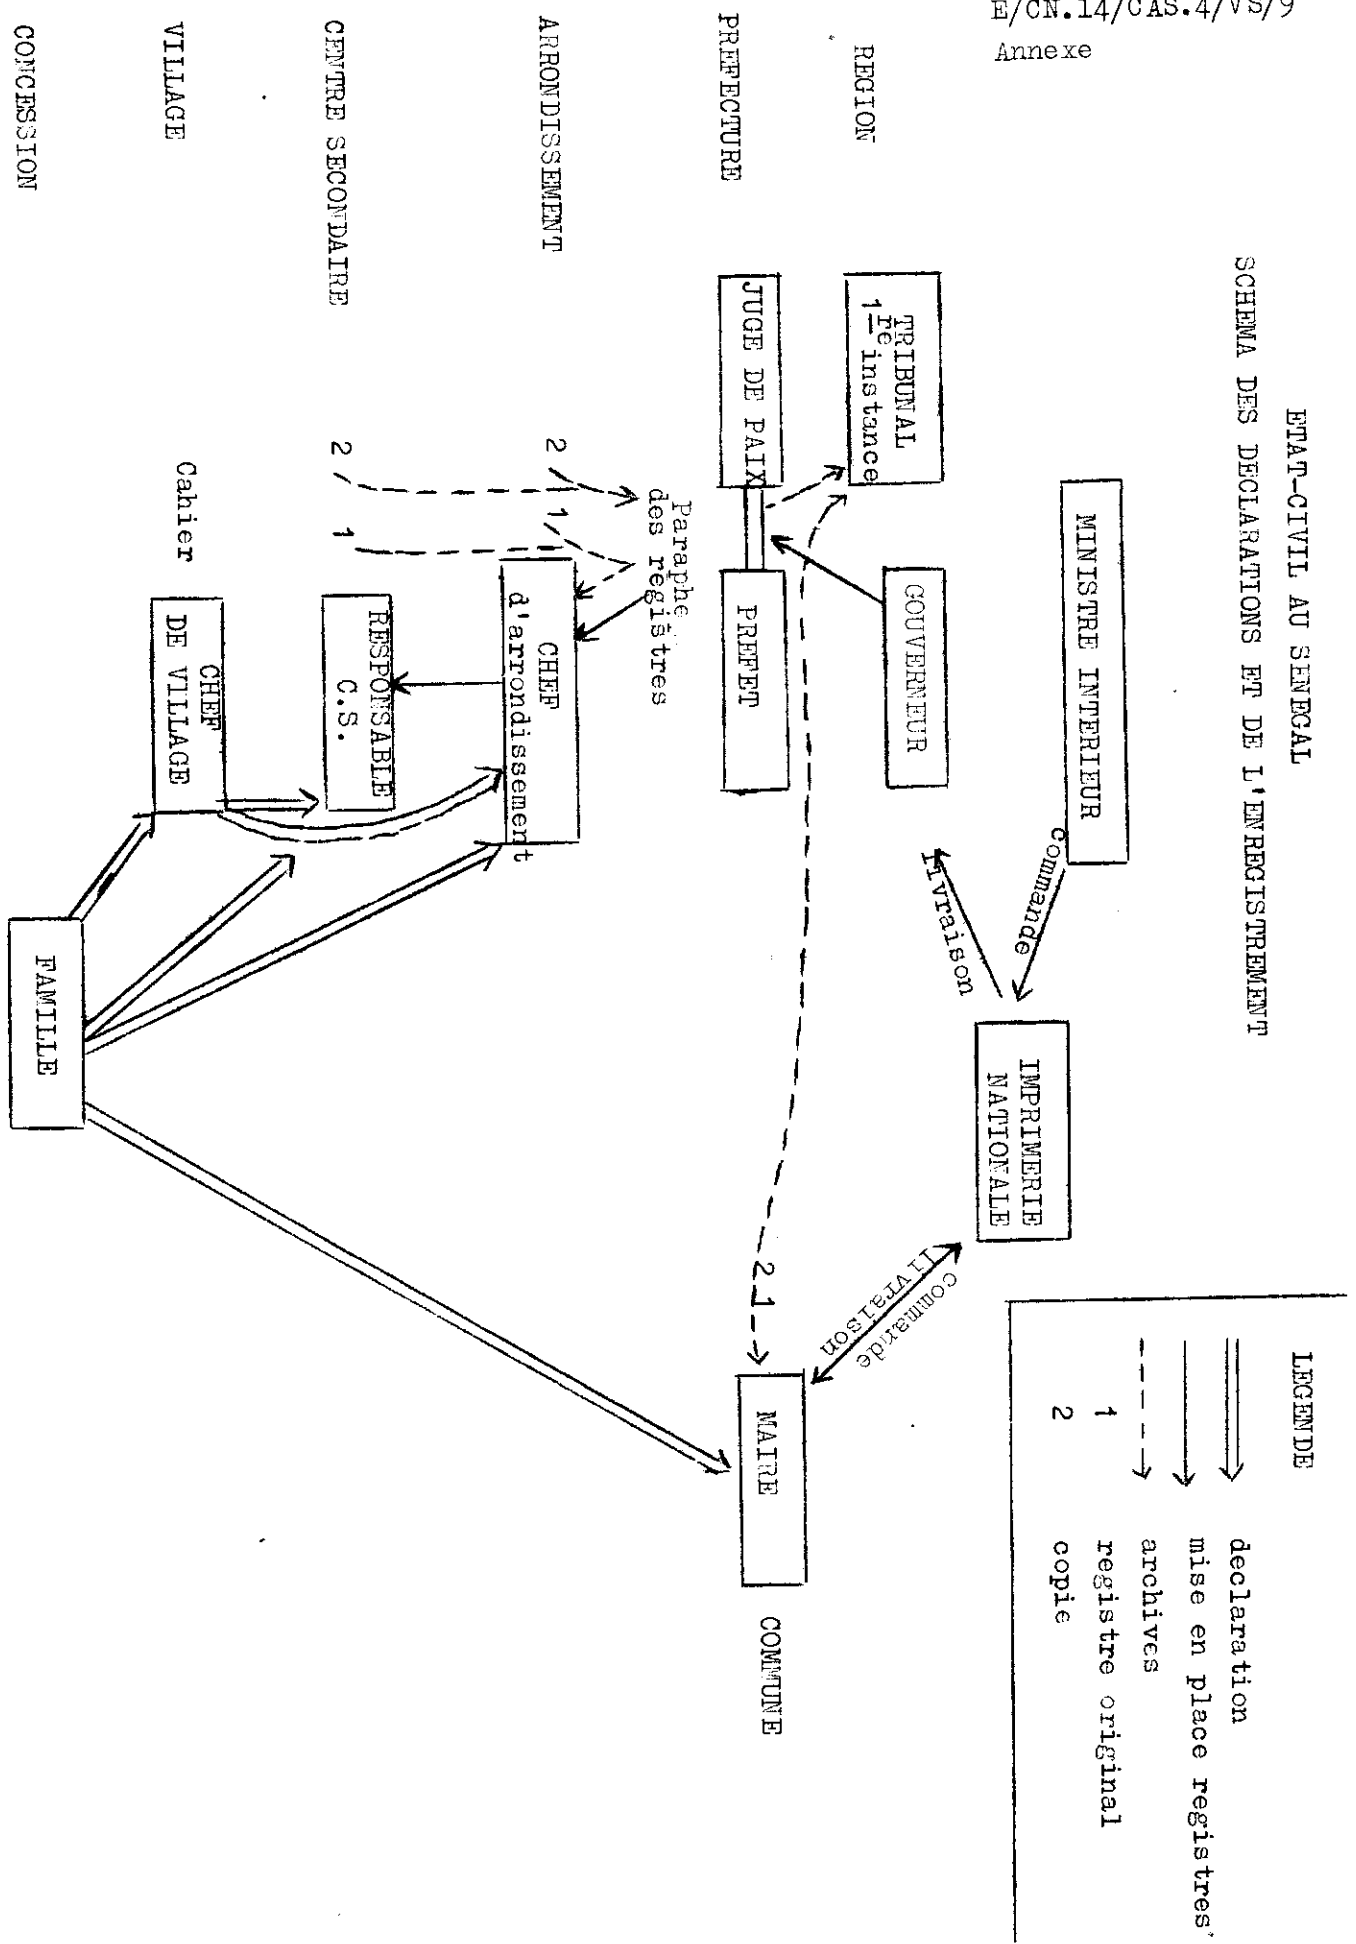 E/CN.14/CAS.4/VS/9
Annexe
ETAT-CIVIL AU SENEGAL
SCHEMA DES DECLARATIONS ET DE L'ENREGISTREMENT
LEGENDE
declaration
mise en place registres
archives
1 registre original
2 copie
MINISTRE INTERIEUR
commande
livraison
IMPRIMERIE
NATIONALE
commande
livraison
REGION
TRIBUNAL
1re instance
GOUVERNEUR
PREFECTURE
JUGE DE PAIX
PREFET
2 1
MAIRE
COMMUNE
Paraphe
des régistres
ARRONDISSEMENT
2
1
CHEF
d'arrondissement
CENTRE SECONDAIRE
2
1
RESPONSABLE
C.S.
VILLAGE
Cahier
CHEF
DE VILLAGE
CONCESSION
FAMILLE